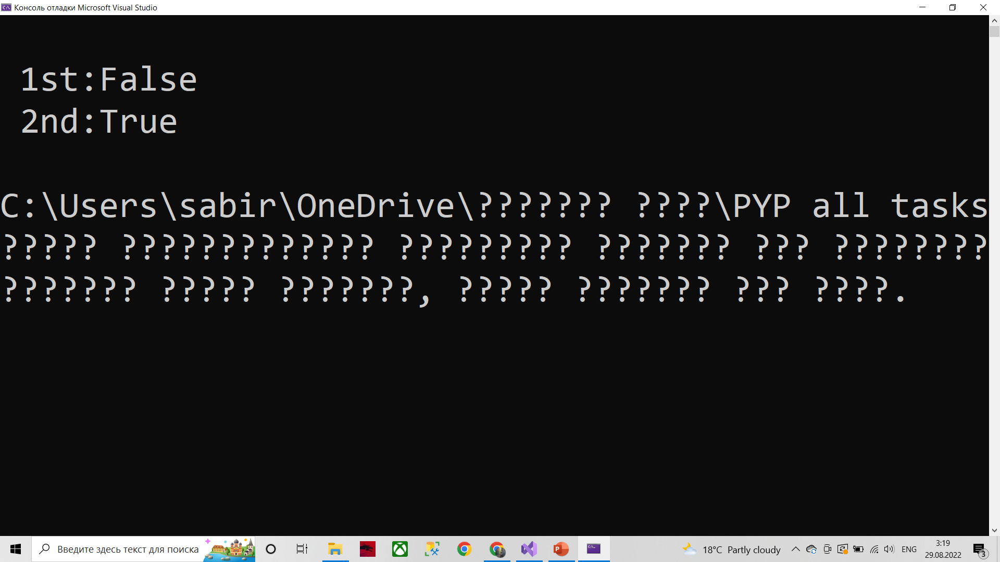 Консоль отладки Microsoft Visual Studio
1st:False
2nd:True
C:\Users\sabir\OneDrive\??????? ????\PYP all tasks
????? ????????????? ????????? ??????? ??? ????????
??????? ????? ???????, ????? ??????? ??? ????.
Введите здесь текст для поиска
18°C Partly cloudy
ENG
3:19
29.08.2022
3